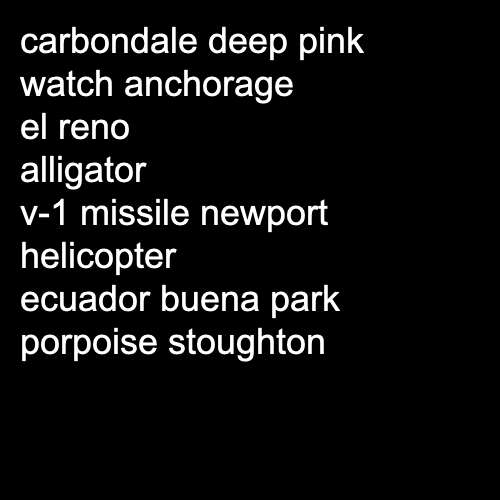 carbondale deep pink
watch anchorage
el reno
alligator
v-1 missile newport
helicopter
ecuador buena park
porpoise stoughton